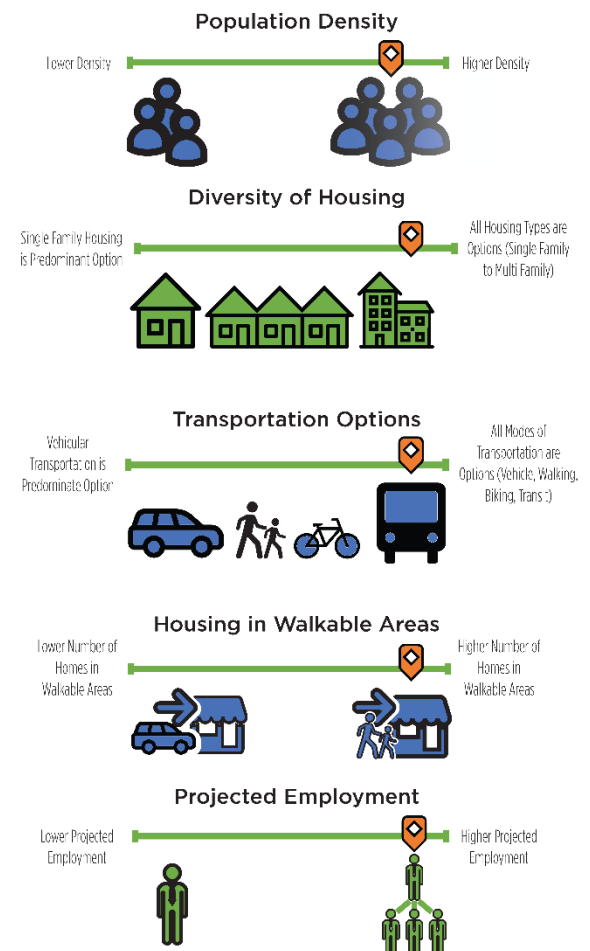 Population Density
Lower Density
Higher Density
Diversity of Housing
Single Family Housing
is Predominant Option
All Housing Types are
Options (Single Family
to Multi Family)
Transportation Options
Vehicular
Transportation is
Predominate Option
All Modes of
Transportation are
Options (Vehicle, Walking,
Biking, Transit)
Housing in Walkable Areas
Lower Number of
Homes in
Walkable Areas
Higher Number of
Homes in
Walkable Areas
Projected Employment
Lower Projected
Employment
Higher Projected
Employment